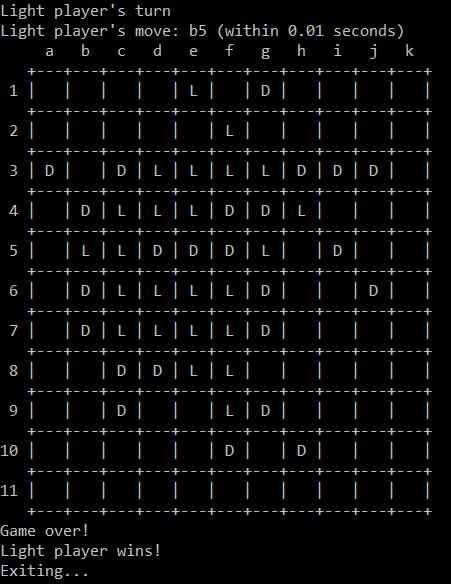 Light player's turn
Light player's move: b5 (within 0.01 seconds)
     a   b   c   d   e   f   g   h   i   j   k
   +---+---+---+---+---+---+---+---+---+---+---+
 1 |   |   |   |   | L |   | D |   |   |   |   |
   +---+---+---+---+---+---+---+---+---+---+---+
 2 |   |   |   |   |   | L |   |   |   |   |   |
   +---+---+---+---+---+---+---+---+---+---+---+
 3 | D |   | D | L | L | L | L | D | D | D |   |
   +---+---+---+---+---+---+---+---+---+---+---+
 4 |   | D | L | L | L | D | D | L |   |   |   |
   +---+---+---+---+---+---+---+---+---+---+---+
 5 |   | L | L | D | D | D | L |   | D |   |   |
   +---+---+---+---+---+---+---+---+---+---+---+
 6 |   | D | L | L | L | L | D |   |   | D |   |
   +---+---+---+---+---+---+---+---+---+---+---+
 7 |   | D | L | L | L | L | D |   |   |   |   |
   +---+---+---+---+---+---+---+---+---+---+---+
 8 |   |   | D | D | L | L |   |   |   |   |   |
   +---+---+---+---+---+---+---+---+---+---+---+
 9 |   |   | D |   |   | L | D |   |   |   |   |
   +---+---+---+---+---+---+---+---+---+---+---+
10 |   |   |   |   |   | D |   | D |   |   |   |
   +---+---+---+---+---+---+---+---+---+---+---+
11 |   |   |   |   |   |   |   |   |   |   |   |
   +---+---+---+---+---+---+---+---+---+---+---+
Game over!
Light player wins!
Exiting...